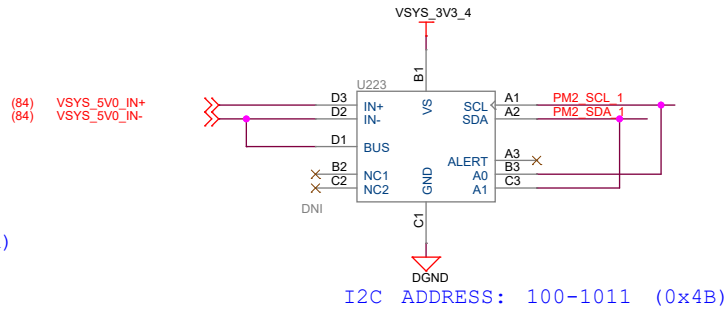 VSYS_3V3_4
B1
U223
(84) VSYS_5V0_IN+ D3 IN+ VS SCL A1 PM2_SCL_1
(84) VSYS_5V0_IN- D2 IN- SDA A2 PM2_SDA_1
D1 BUS
ALERT A3
B2 NC1 A0 B3
C2 NC2 GND A1 C3
DNI
C1
)
DGND
I2C ADDRESS: 100-1011 (0x4B)